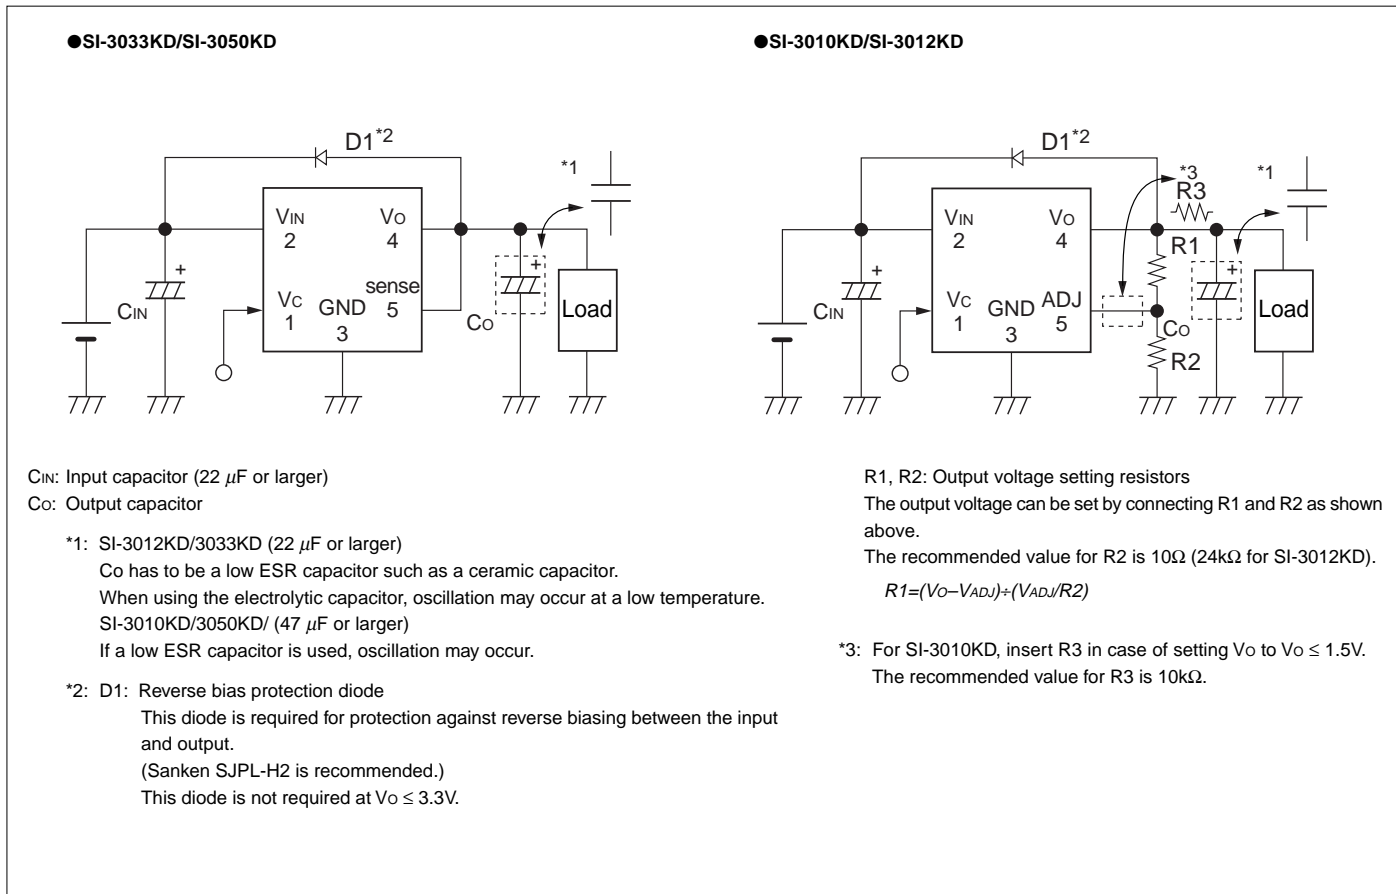 ●SI-3033KD/SI-3050KD
D1*2
*1
VIN
2
VO
4
sense
5
VC
1
GND
3
CIN
+
CO
+
Load
●SI-3010KD/SI-3012KD
D1*2
*3
R3
*1
VIN
2
VO
4
R1
VC
1
GND
3
ADJ
5
CIN
+
CO
+
R2
Load
CIN: Input capacitor (22 μF or larger)
CO: Output capacitor
*1: SI-3012KD/3033KD (22 μF or larger)
Co has to be a low ESR capacitor such as a ceramic capacitor.
When using the electrolytic capacitor, oscillation may occur at a low temperature.
SI-3010KD/3050KD/ (47 μF or larger)
If a low ESR capacitor is used, oscillation may occur.
*2: D1: Reverse bias protection diode
This diode is required for protection against reverse biasing between the input
and output.
(Sanken SJPL-H2 is recommended.)
This diode is not required at VO ≤ 3.3V.
R1, R2: Output voltage setting resistors
The output voltage can be set by connecting R1 and R2 as shown
above.
The recommended value for R2 is 10Ω (24kΩ for SI-3012KD).
R1=(VO–VADJ)÷(VADJ/R2)
*3: For SI-3010KD, insert R3 in case of setting VO to VO ≤ 1.5V.
The recommended value for R3 is 10kΩ.